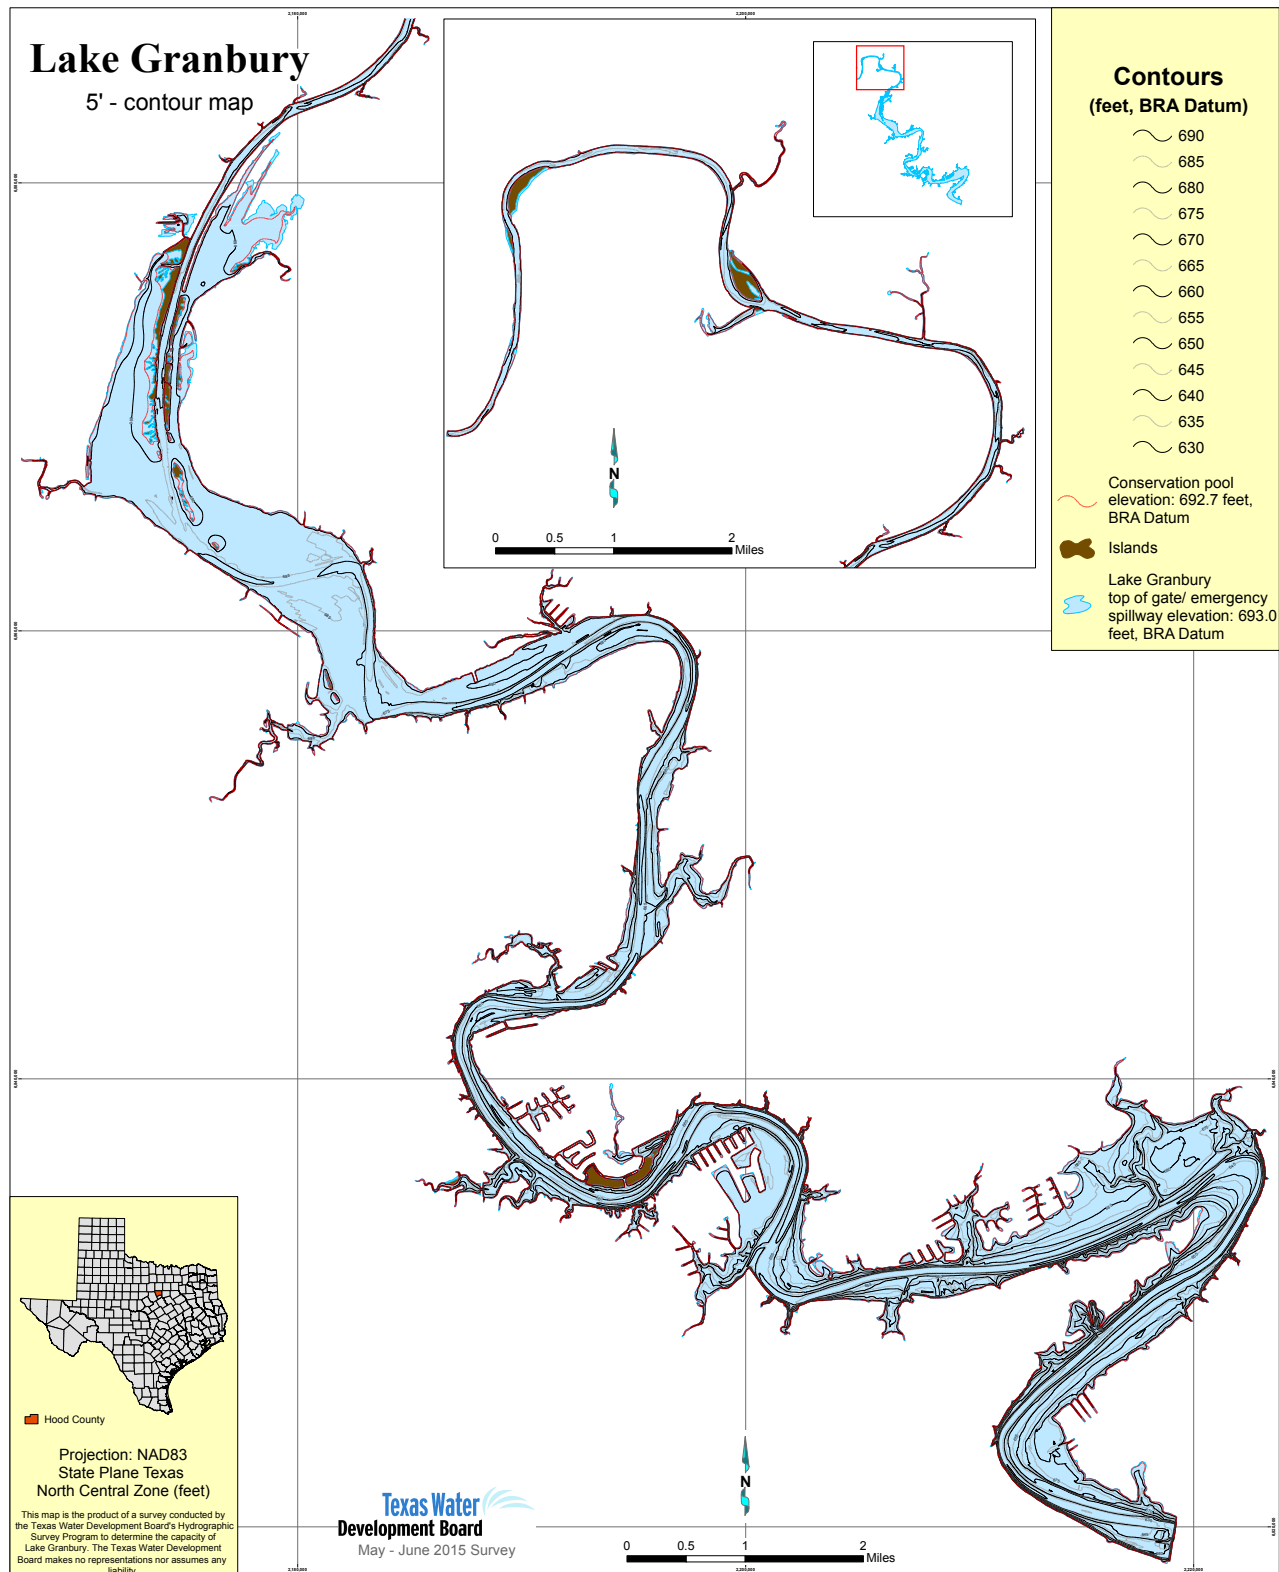 Lake Granbury
5' - contour map
Contours
(feet, BRA Datum)
690
685
680
675
670
665
660
655
650
645
640
635
630
Conservation pool
elevation: 692.7 feet,
BRA Datum
Islands
Lake Granbury
top of gate/ emergency
spillway elevation: 693.0
feet, BRA Datum
N
0 0.5 1 2
Miles
Hood County
Projection: NAD83
State Plane Texas
North Central Zone (feet)
This map is the product of a survey conducted by
the Texas Water Development Board's Hydrographic
Survey Program to determine the capacity of
Lake Granbury. The Texas Water Development
Board makes no representations nor assumes any
liability.
Texas Water
Development Board
May - June 2015 Survey
N
0 0.5 1 2
Miles